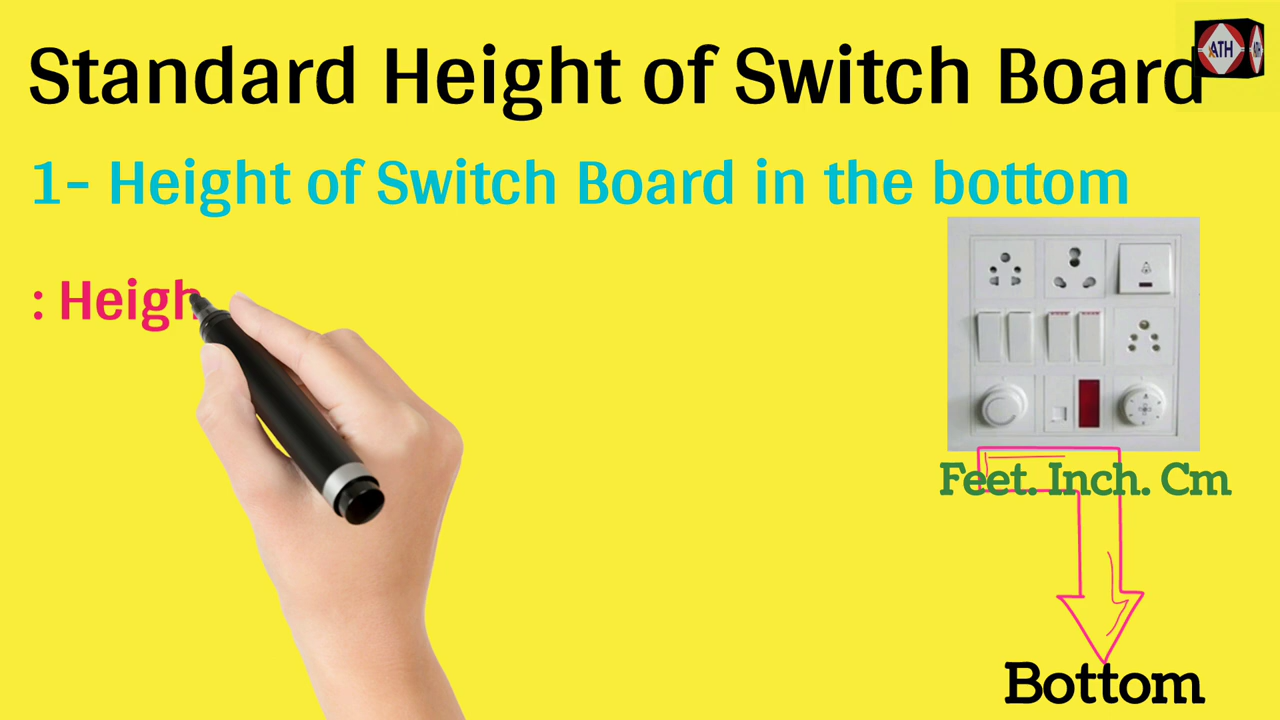 Standard Height of Switch Board
ATH
1- Height of Switch Board in the bottom
: Heigh
Feet. Inch. Cm
Bottom